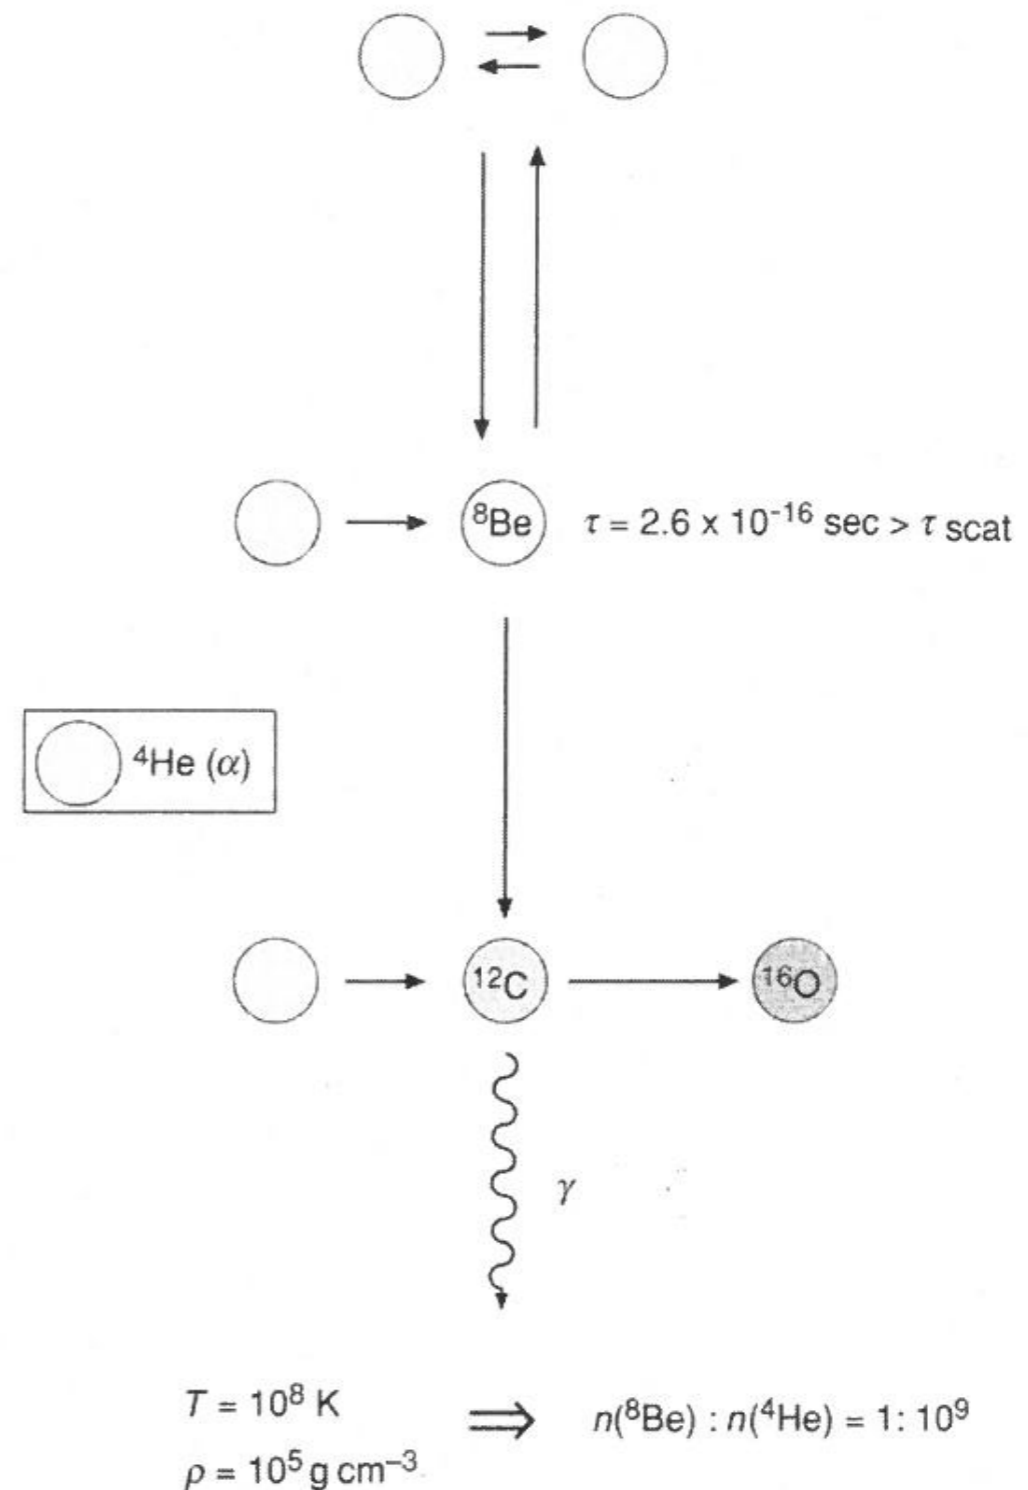 ⁸Be τ = 2.6 x 10⁻¹⁶ sec > τ scat
⁴He (α)
¹²C ¹⁶O
γ
T = 10⁸ K ⇒ n(⁸Be) : n(⁴He) = 1: 10⁹
ρ = 10⁵ g cm⁻³